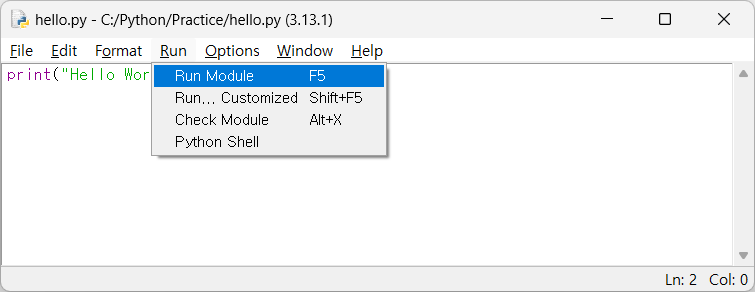 hello.py - C:/Python/Practice/hello.py (3.13.1)
File Edit Format Run Options Window Help
print("Hello Wor
Run Module F5
Run... Customized Shift+F5
Check Module Alt+X
Python Shell
Ln: 2 Col: 0